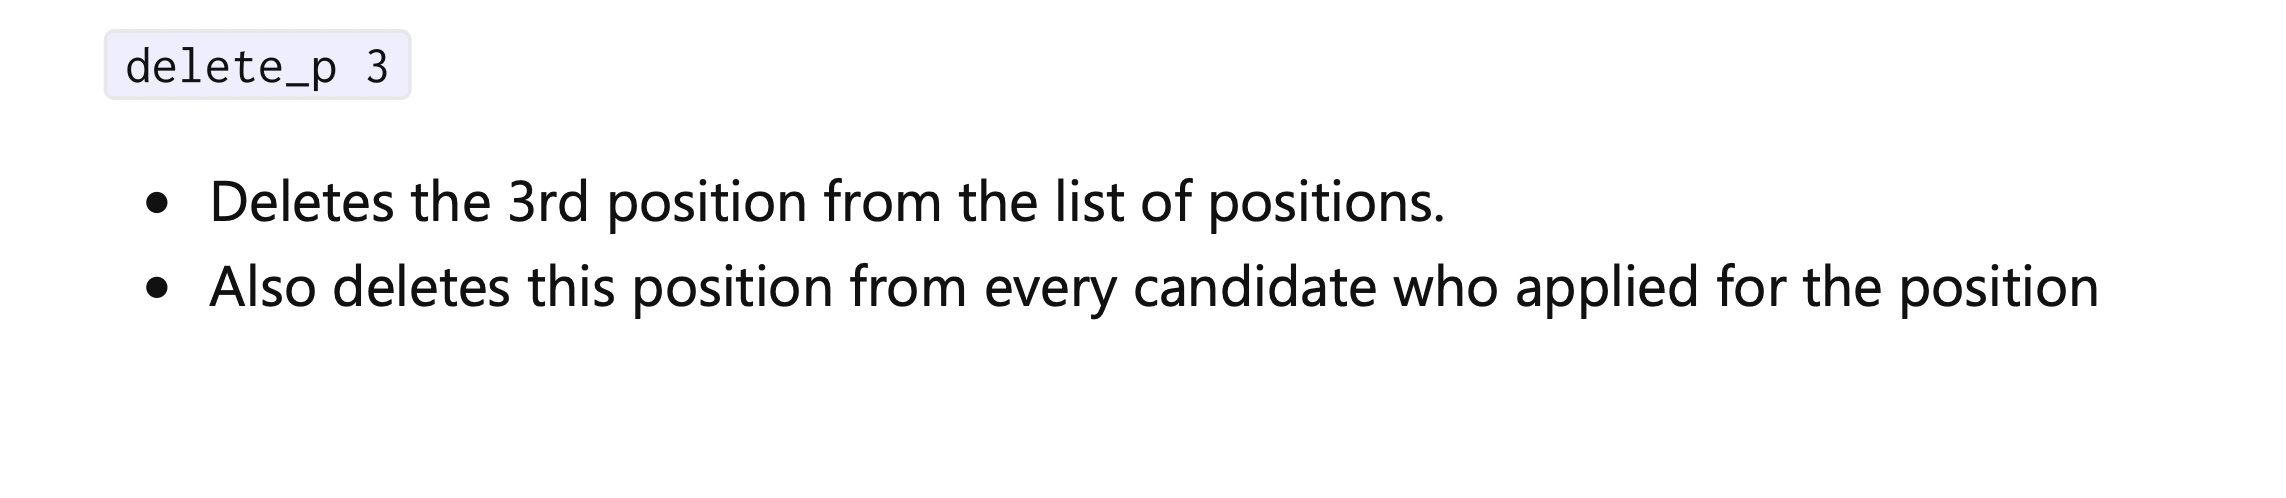 delete_p 3
• Deletes the 3rd position from the list of positions.
• Also deletes this position from every candidate who applied for the position